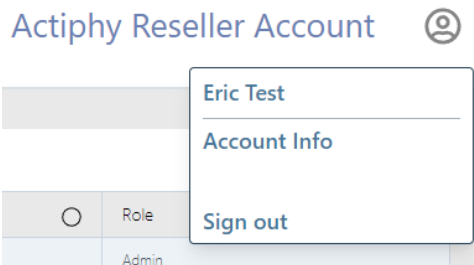 Actiphy Reseller Account
Eric Test
Account Info
Sign out
Role
Admin